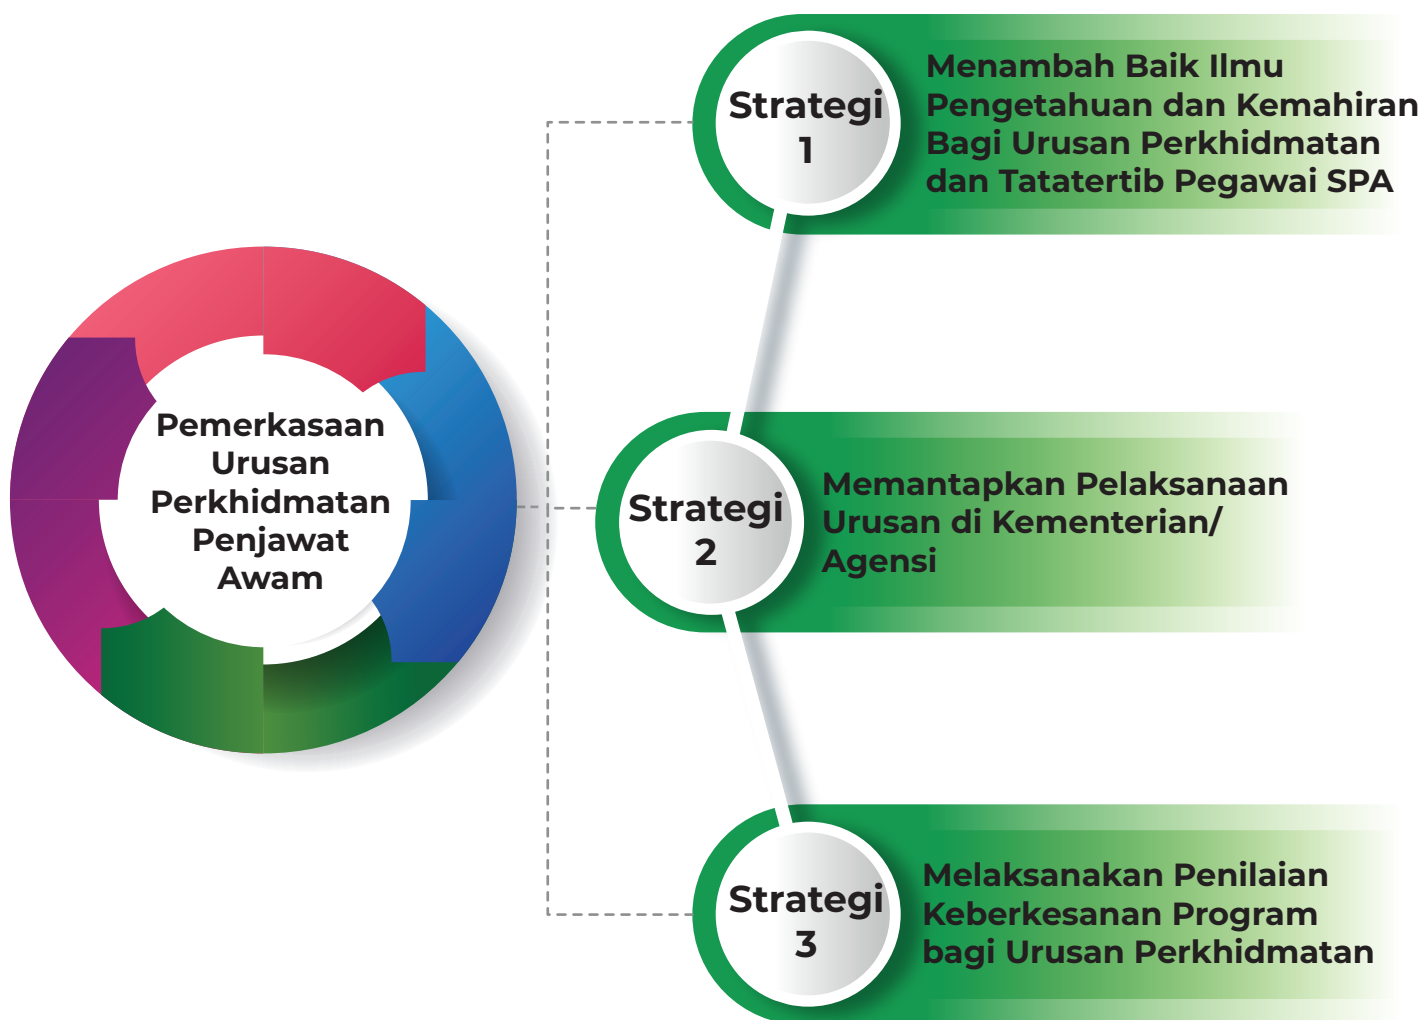 Pemerkasaan
Urusan
Perkhidmatan
Penjawat
Awam
Strategi
1
Menambah Baik Ilmu
Pengetahuan dan Kemahiran
Bagi Urusan Perkhidmatan
dan Tatatertib Pegawai SPA
Strategi
2
Memantapkan Pelaksanaan
Urusan di Kementerian/
Agensi
Strategi
3
Melaksanakan Penilaian
Keberkesanan Program
bagi Urusan Perkhidmatan